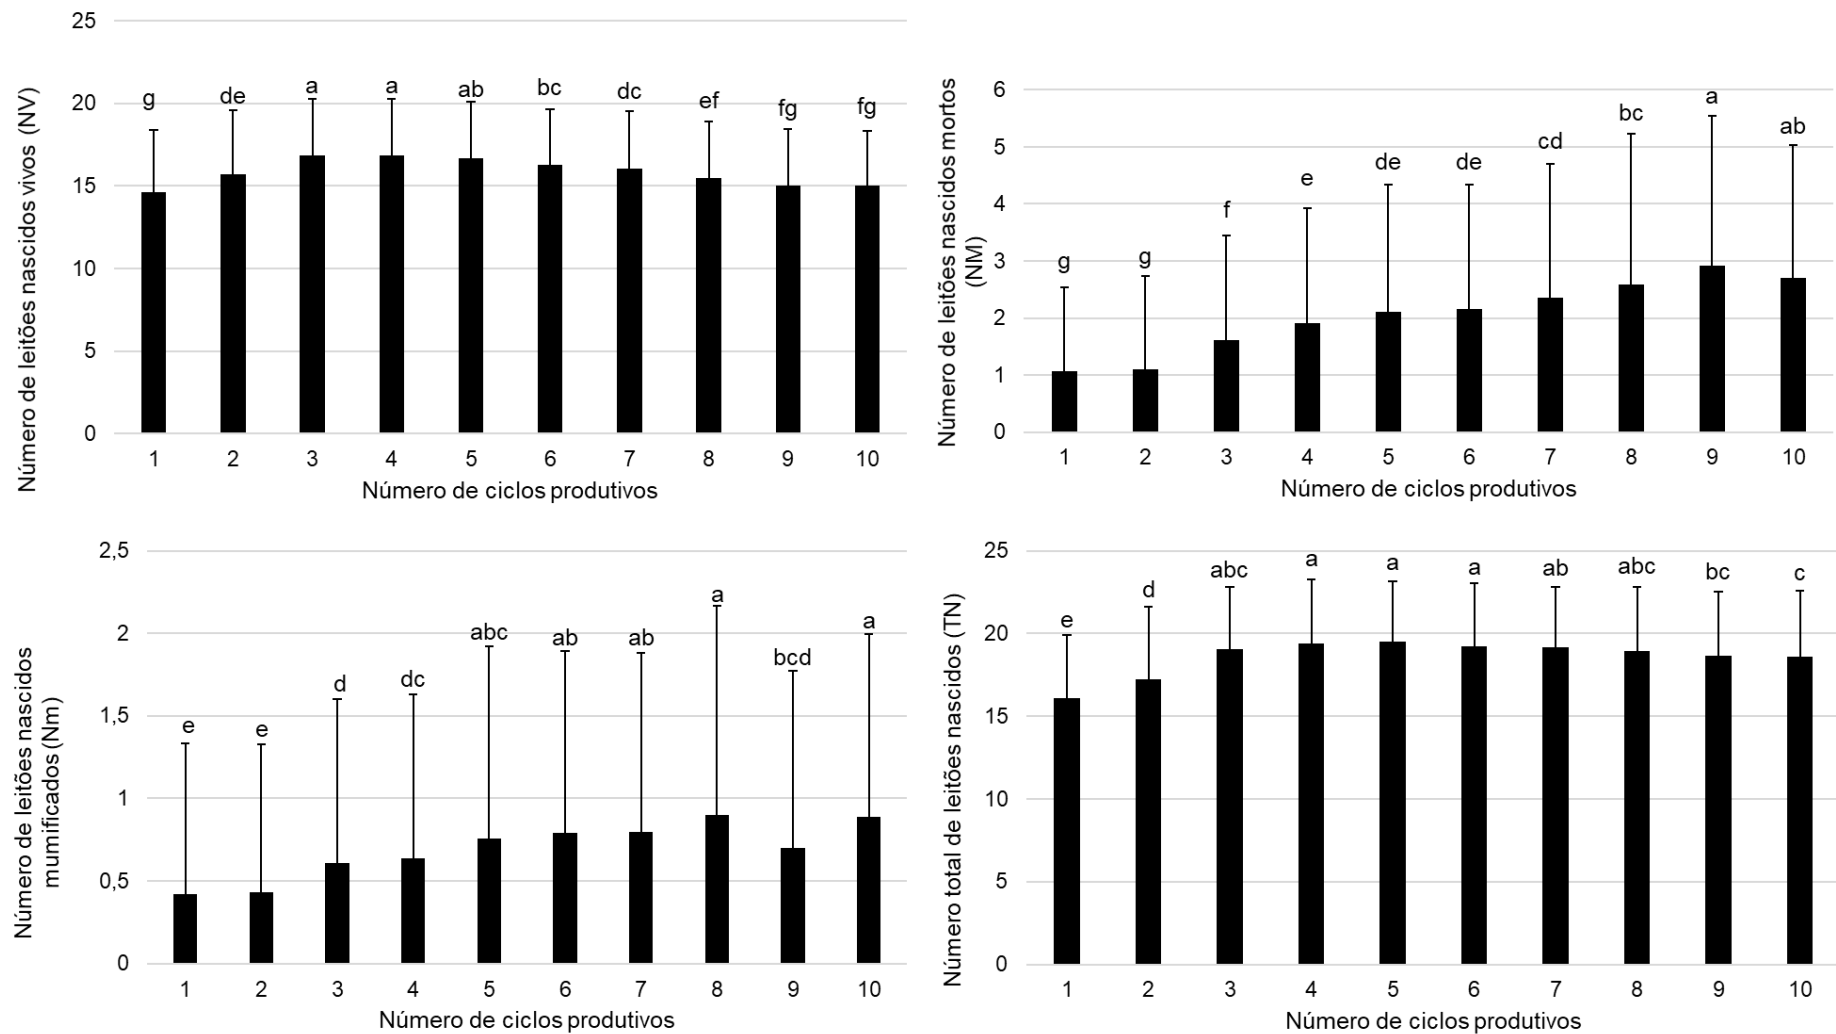 25
20
15
10
5
0
Número de leitões nascidos vivos (NV)
g de a a ab bc dc ef fg fg
1 2 3 4 5 6 7 8 9 10
Número de ciclos produtivos
6
5
4
3
2
1
0
Número de leitões nascidos mortos
(NM)
g g f e de de cd bc a ab
1 2 3 4 5 6 7 8 9 10
Número de ciclos produtivos
2,5
2
1,5
1
0,5
0
Número de leitões nascido
mumificados (Nm)
e e d dc abc ab ab a bcd a
1 2 3 4 5 6 7 8 9 10
Número de ciclos produtivos
25
20
15
10
5
0
Número total de leitões nascidos (TN)
e d abc a a a ab abc bc c
1 2 3 4 5 6 7 8 9 10
Número de ciclos produtivos